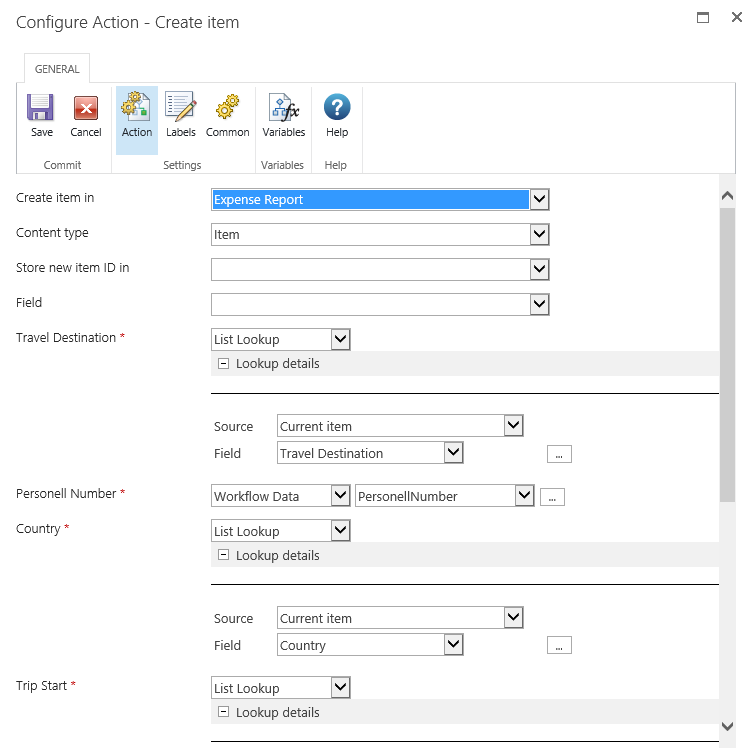 Configure Action - Create item
GENERAL
Save Cancel Action Labels Common Variables Help
Commit Settings Variables Help
Create item in Expense Report
Content type Item
Store new item ID in
Field
Travel Destination * List Lookup
Lookup details
Source Current item
Field Travel Destination ...
Personell Number * Workflow Data PersonellNumber ...
Country * List Lookup
Lookup details
Source Current item
Field Country ...
Trip Start * List Lookup
Lookup details